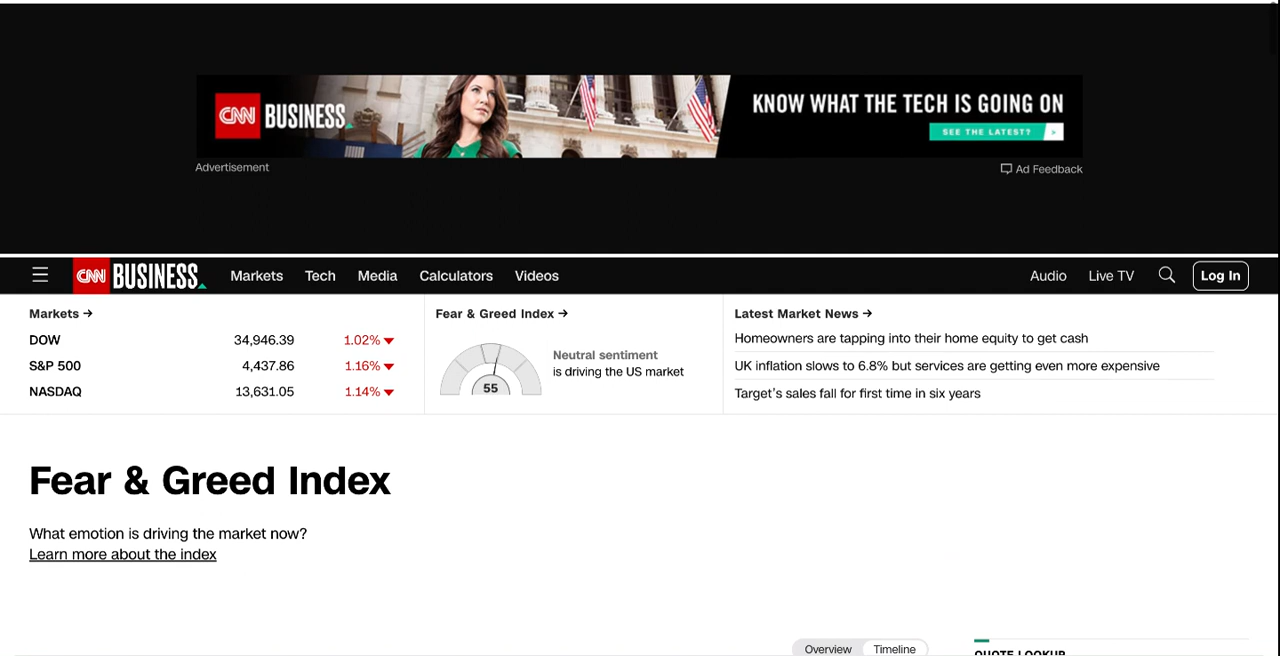 CNN BUSINESS
KNOW WHAT THE TECH IS GOING ON
SEE THE LATEST? >
Advertisement
Ad Feedback
CNN BUSINESS Markets Tech Media Calculators Videos Audio Live TV Log In
Markets →
DOW 34,946.39 1.02%
S&P 500 4,437.86 1.16%
NASDAQ 13,631.05 1.14%
Fear & Greed Index →
55
Neutral sentiment
is driving the US market
Latest Market News →
Homeowners are tapping into their home equity to get cash
UK inflation slows to 6.8% but services are getting even more expensive
Target's sales fall for first time in six years
Fear & Greed Index
What emotion is driving the market now?
Learn more about the index
Overview Timeline
QUOTE LOOKUP